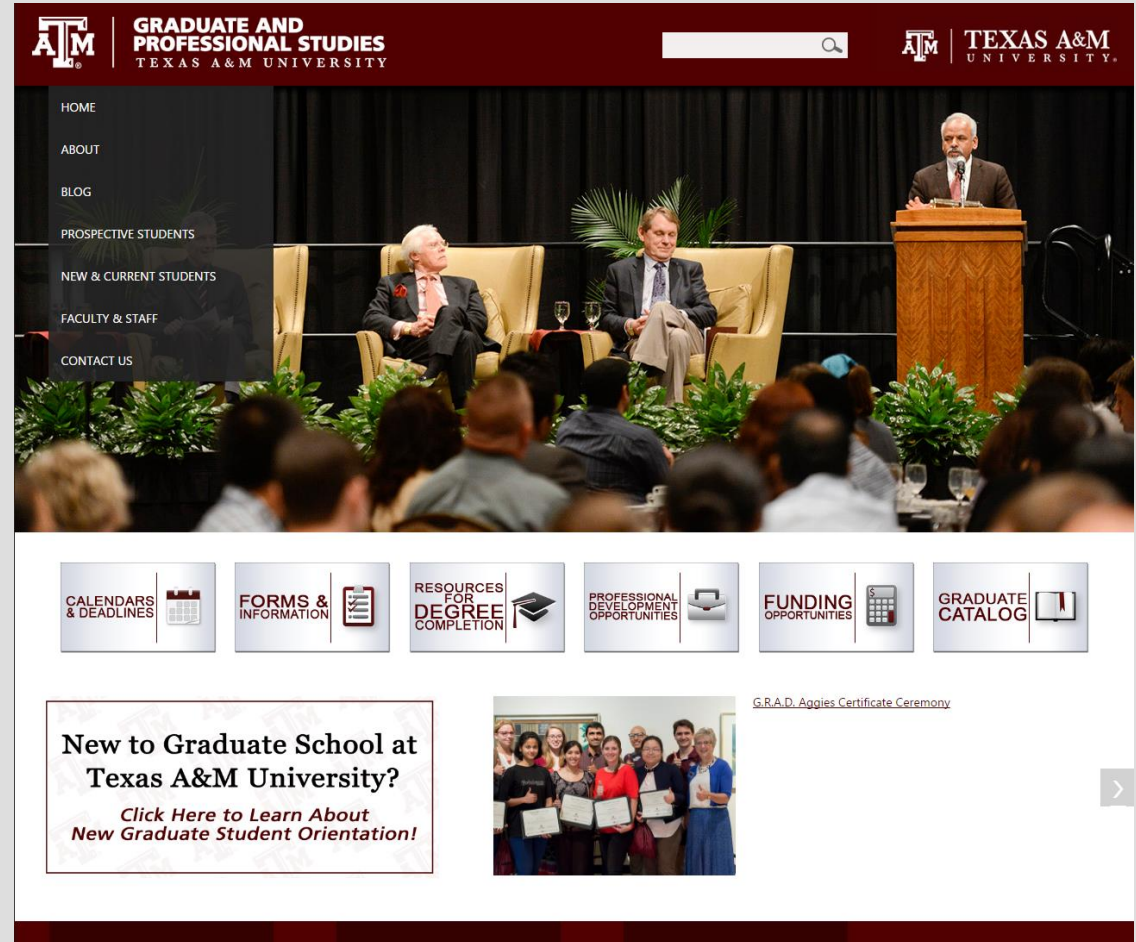 ATM
®
GRADUATE AND
PROFESSIONAL STUDIES
TEXAS A&M UNIVERSITY
ATM
TEXAS A&M
UNIVERSITY®
HOME
ABOUT
BLOG
PROSPECTIVE STUDENTS
NEW & CURRENT STUDENTS
FACULTY & STAFF
CONTACT US
CALENDARS
& DEADLINES
FORMS &
INFORMATION
RESOURCES
FOR
DEGREE
COMPLETION
PROFESSIONAL
DEVELOPMENT
OPPORTUNITIES
FUNDING
OPPORTUNITIES
$
GRADUATE
CATALOG
New to Graduate School at
Texas A&M University?
Click Here to Learn About
New Graduate Student Orientation!
G.R.A.D. Aggies Certificate Ceremony